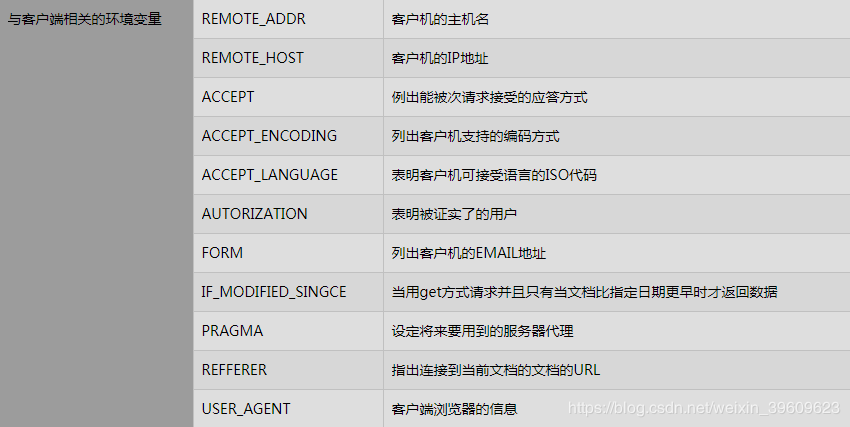 与客户端相关的环境变量 REMOTE_ADDR 客户机的主机名
REMOTE_HOST 客户机的IP地址
ACCEPT 例出能被次请求接受的应答方式
ACCEPT_ENCODING 列出客户机支持的编码方式
ACCEPT_LANGUAGE 表明客户机可接受语言的ISO代码
AUTORIZATION 表明被证实了的用户
FORM 列出客户机的EMAIL地址
IF_MODIFIED_SINGCE 当用get方式请求并且只有当文档比指定日期更早时才返回数据
PRAGMA 设定将来要用到的服务器代理
REFFERER 指出连接到当前文档的文档的URL
USER_AGENT 客户端浏览器的信息
https://blog.csdn.net/weixin_39609623